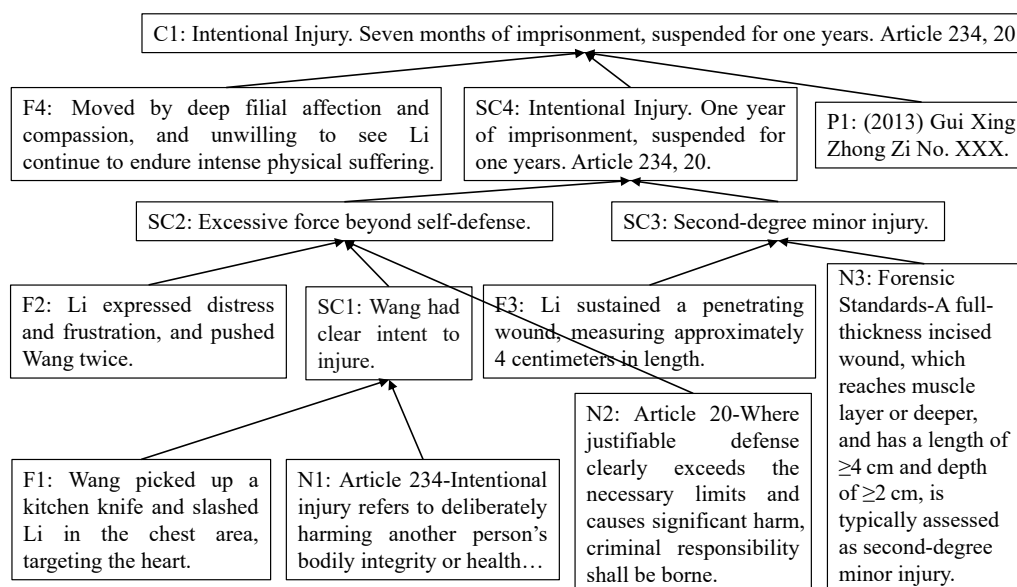 C1: Intentional Injury. Seven months of imprisonment, suspended for one years. Article 234, 20.
F4: Moved by deep filial affection and
compassion, and unwilling to see Li
continue to endure intense physical suffering.
SC4: Intentional Injury. One year
of imprisonment, suspended for
one years. Article 234, 20.
P1: (2013) Gui Xing
Zhong Zi No. XXX.
SC2: Excessive force beyond self-defense.
SC3: Second-degree minor injury.
F2: Li expressed distress
and frustration, and pushed
Wang twice.
SC1: Wang had
clear intent to
injure.
F3: Li sustained a penetrating
wound, measuring approximately
4 centimeters in length.
N3: Forensic
Standards-A full-
thickness incised
wound, which
reaches muscle
layer or deeper,
and has a length of
≥4 cm and depth
of ≥2 cm, is
typically assessed
as second-degree
minor injury.
F1: Wang picked up a
kitchen knife and slashed
Li in the chest area,
targeting the heart.
N1: Article 234-Intentional
injury refers to deliberately
harming another person's
bodily integrity or health…
N2: Article 20-Where
justifiable defense
clearly exceeds the
necessary limits and
causes significant harm,
criminal responsibility
shall be borne.